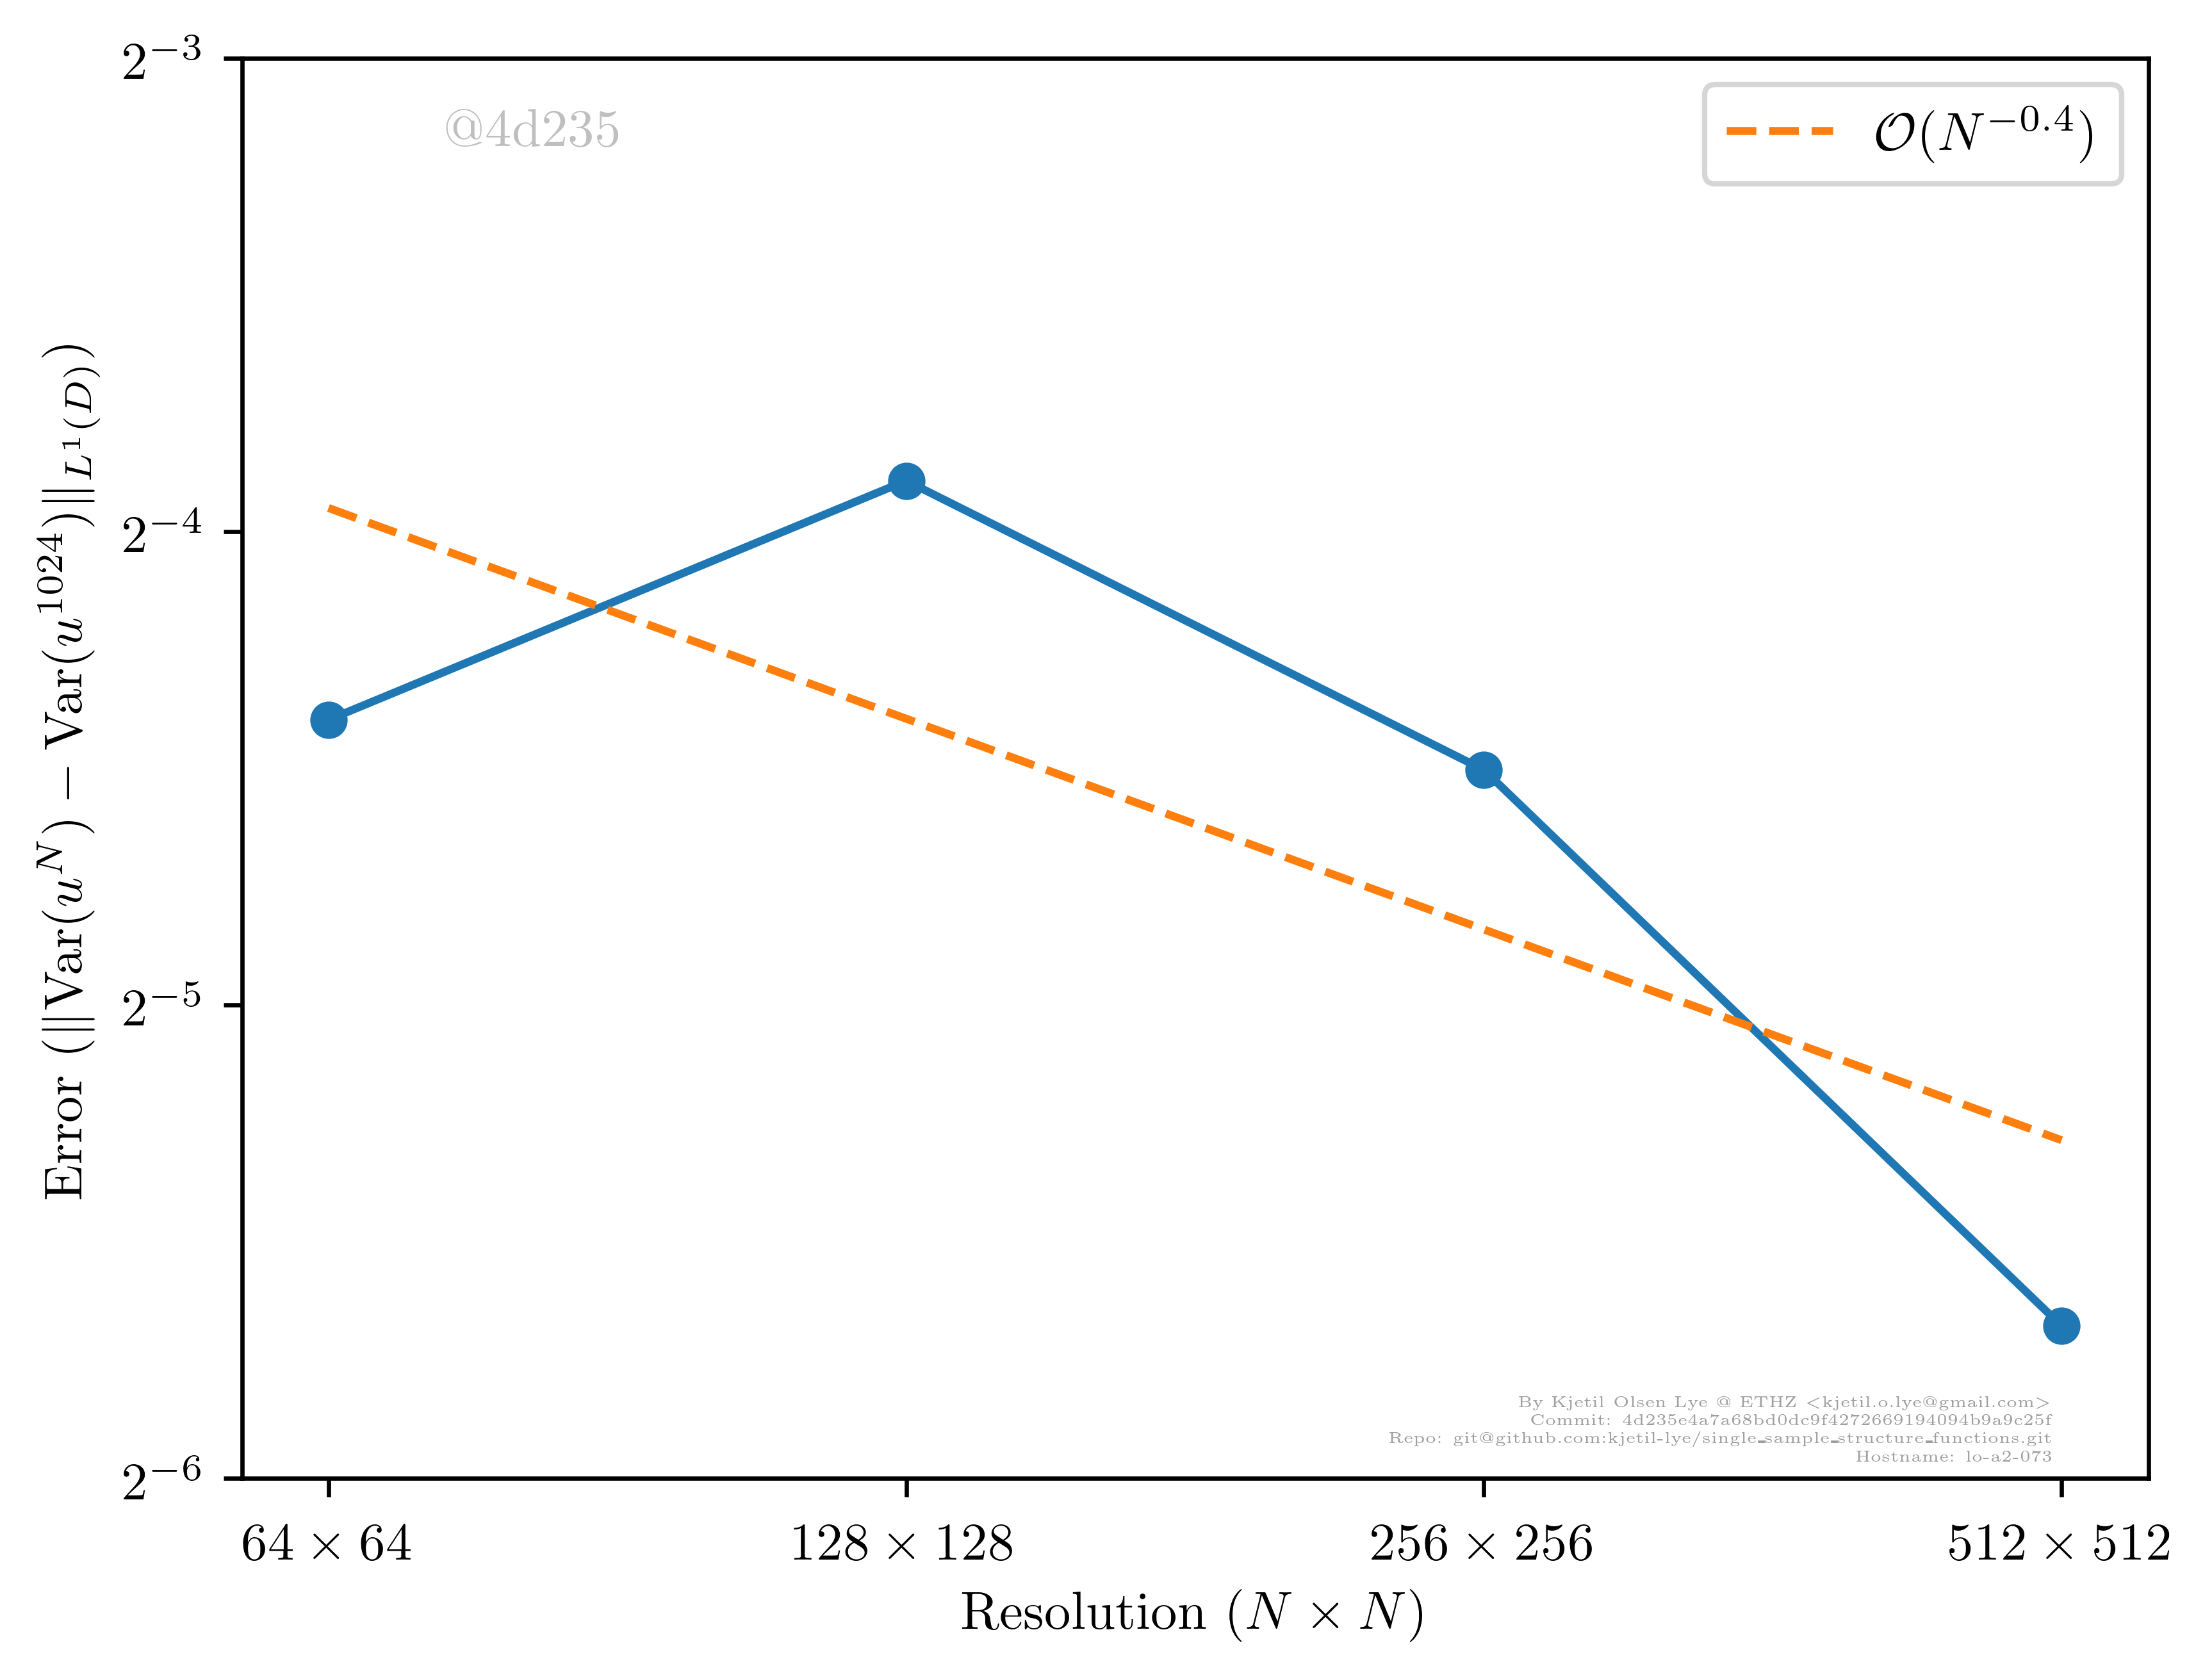 2^{-3}
@4d235
\mathcal{O}(N^{-0.4})
2^{-4}
2^{-5}
2^{-6}
Error (‖Var(u^N) − Var(u^{1024})‖_{L^1(D)})
By Kjetil Olsen Lye @ ETHZ <kjetil.o.lye@gmail.com>
Commit: 4d235e4a7a68bd0dc9f4272669194094b9a9c25f
Repo: git@github.com:kjetil-lye/single_sample_structure_functions.git
Hostname: lo-a2-073
64 × 64
128 × 128
256 × 256
512 × 512
Resolution (N × N)